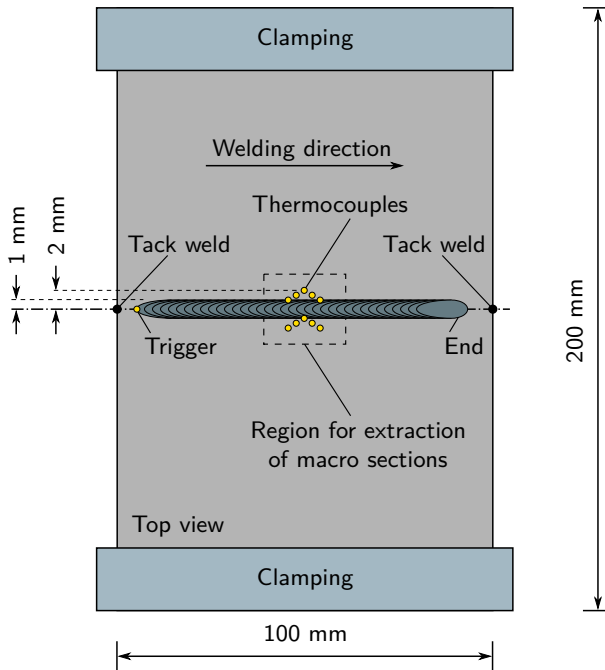 Clamping
Welding direction
Thermocouples
Tack weld
Tack weld
1 mm
2 mm
Trigger
End
200 mm
Region for extraction
of macro sections
Top view
Clamping
100 mm